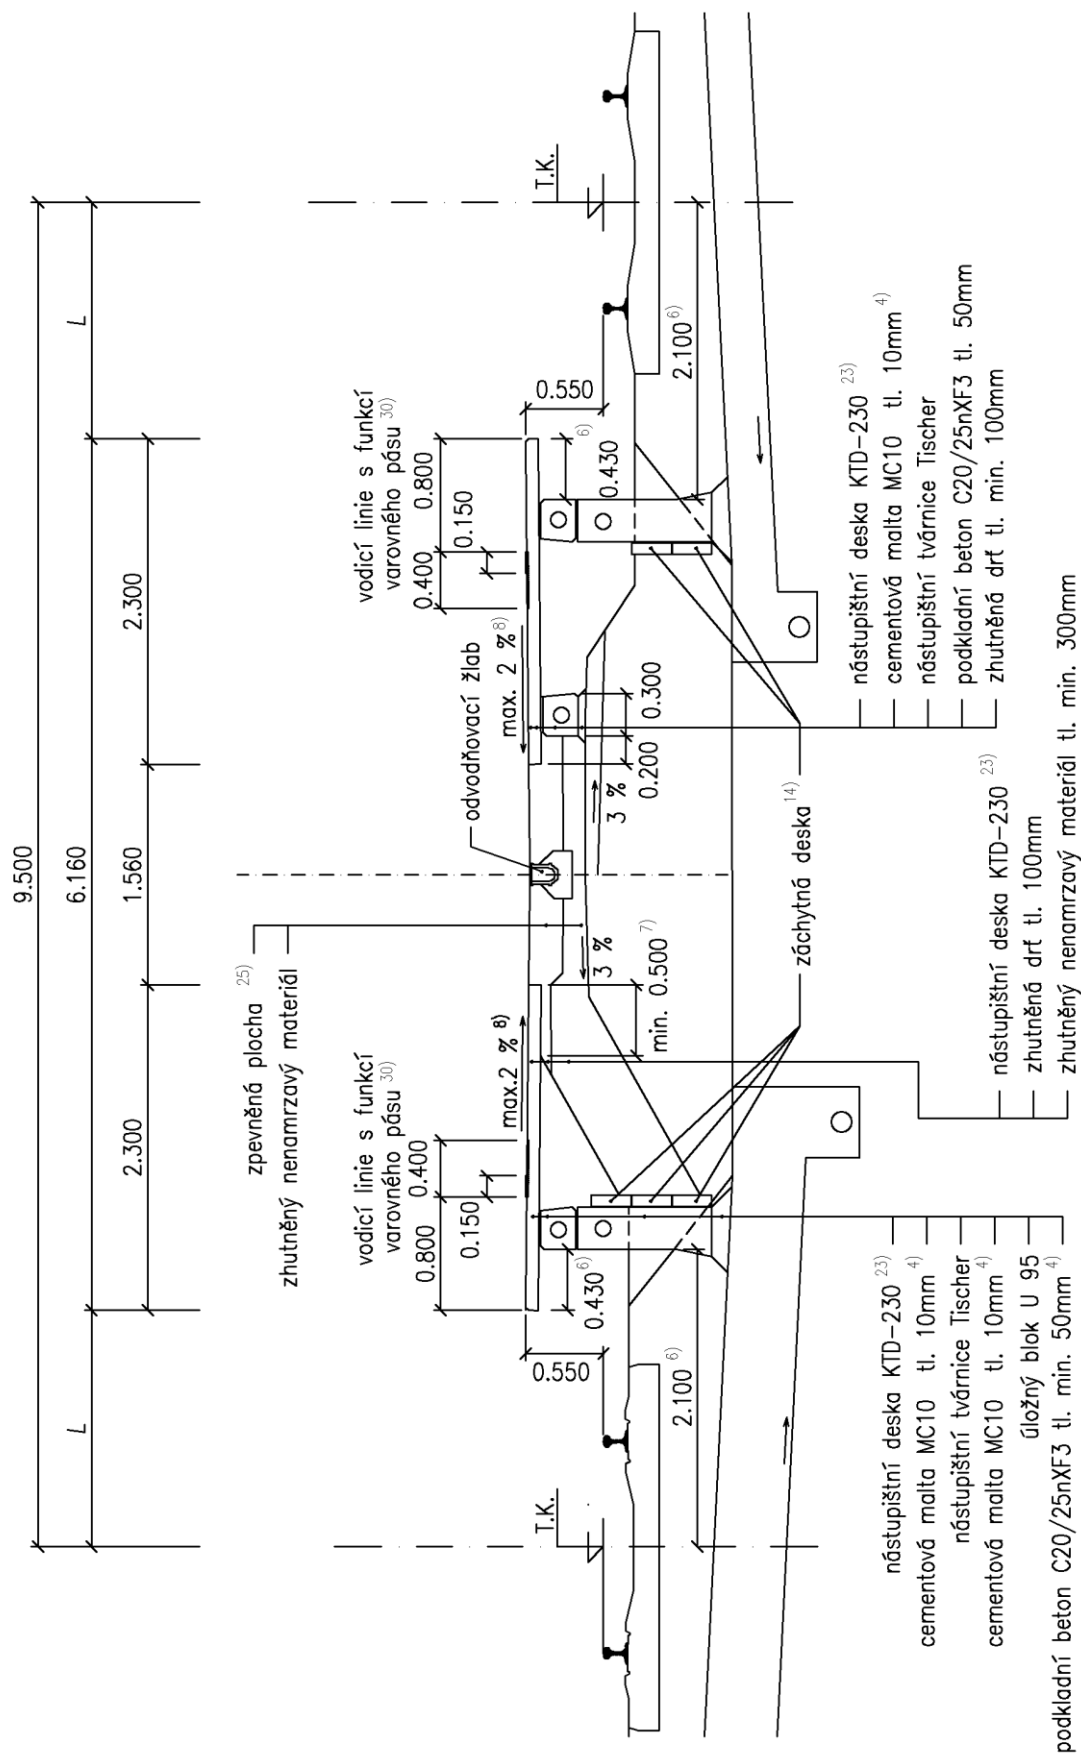 9.500
L
6.160
L
2.300
1.560
2.300
zpevněná plocha 25)
zhutněný nenamrzavý materiál
vodicí linie s funkcí
varovného pásu 30)
0.800
0.400
0.150
max.2 % 8)
odvodňovací žlab
vodicí linie s funkcí
varovného pásu 30)
0.400
0.800
0.150
max. 2 % 8)
T.K.
0.550
0.430 6)
2.100 6)
min. 0.500 7)
3 %
3 %
0.200
0.300
0.430 6)
0.550
2.100 6)
T.K.
záchytná deska 14)
nástupištní deska KTD-230 23)
cementová malta MC10 tl. 10mm 4)
nástupištní tvárnice Tischer
cementová malta MC10 tl. 10mm 4)
úložný blok U 95
podkladní beton C20/25nXF3 tl. min. 50mm 4)
nástupištní deska KTD-230 23)
zhutněná drť tl. 100mm
zhutněný nenamrzavý materiál tl. min. 300mm
nástupištní deska KTD-230 23)
cementová malta MC10 tl. 10mm 4)
nástupištní tvárnice Tischer
podkladní beton C20/25nXF3 tl. 50mm
zhutněná drť tl. min. 100mm